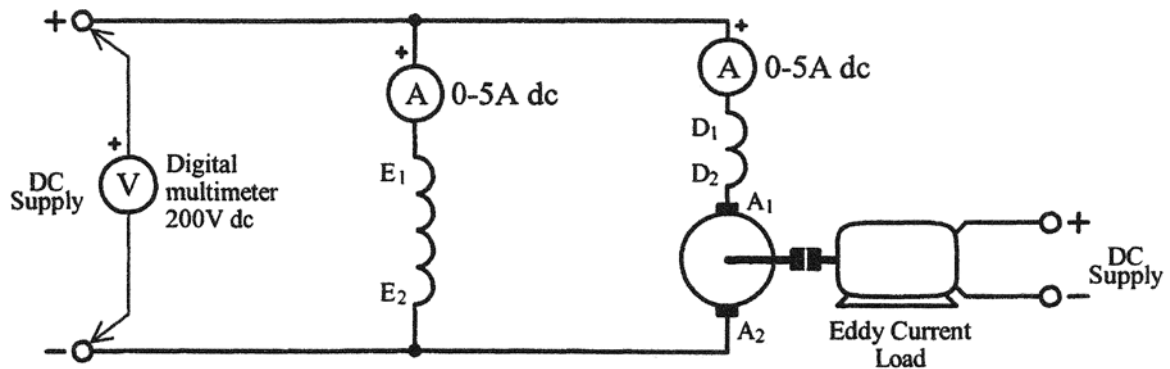 +
+
A 0-5A dc
+
A 0-5A dc
D1
D2
E1
E2
+
V
Digital
multimeter
200V dc
DC
Supply
A1
A2
+
DC
Supply
−
Eddy Current
Load
+
−